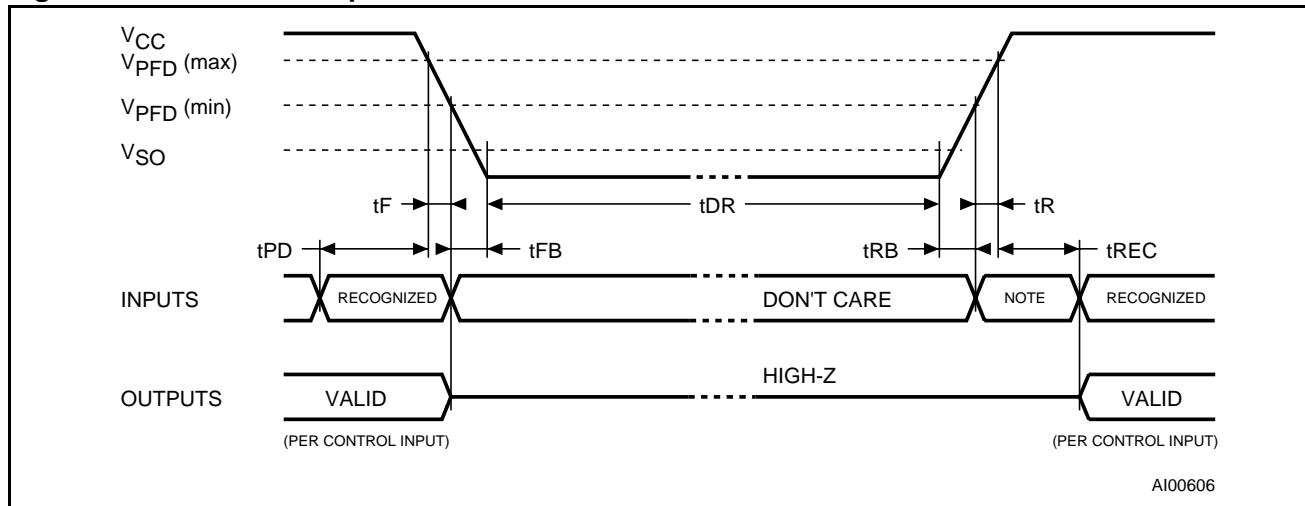 VCC
VPFD (max)
VPFD (min)
VSO
tF
tDR
tR
tPD
tFB
tRB
tREC
INPUTS
RECOGNIZED
DON'T CARE
NOTE
RECOGNIZED
HIGH-Z
OUTPUTS
VALID
VALID
(PER CONTROL INPUT)
(PER CONTROL INPUT)
AI00606